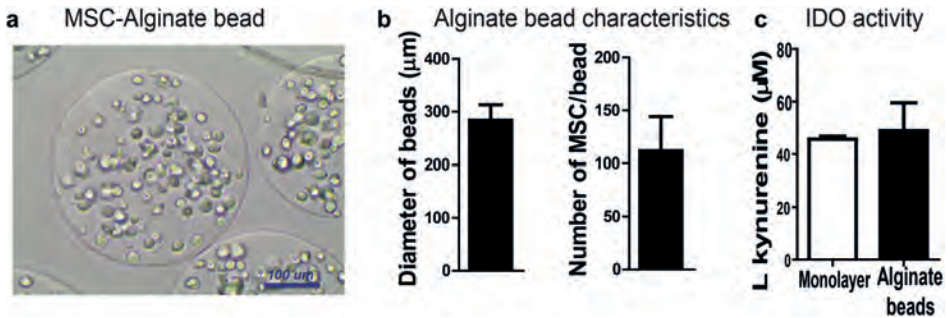 a MSC-Alginate bead
100 um
b Alginate bead characteristics
Diameter of beads (μm)
400
300
200
100
0
Number of MSC/bead
200
150
100
50
0
c IDO activity
L kynurenine (μM)
80
60
40
20
0
Monolayer
Alginate
beads